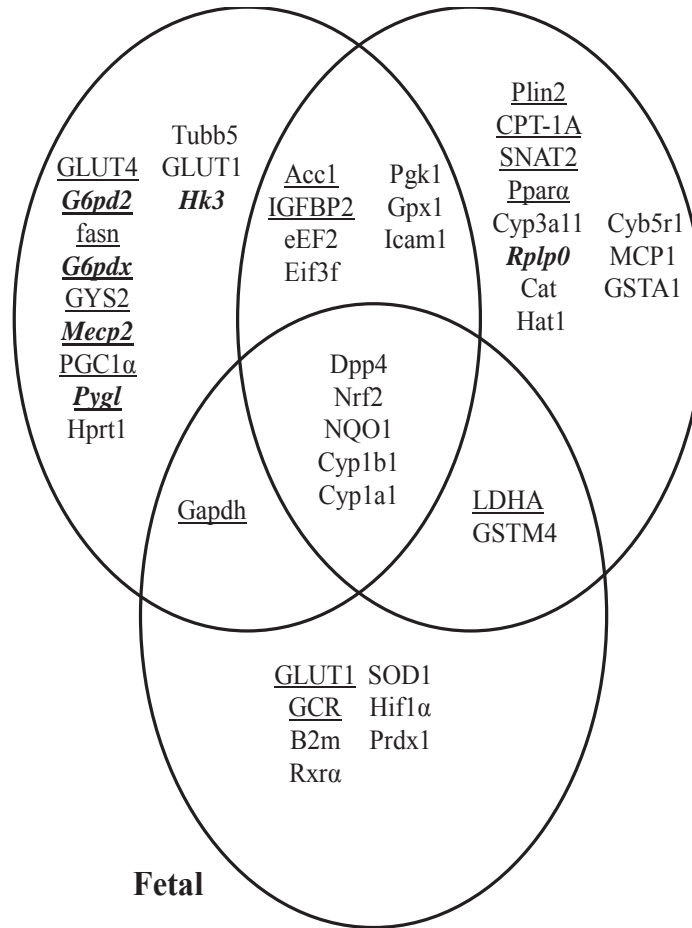 Tubb5
GLUT4 GLUT1
G6pd2 Hk3
fasn
G6pdx
GYS2
Mecp2
PGC1α
Pygl
Hprt1
Acc1 Pgk1
IGFBP2 Gpx1
eEF2 Icam1
Eif3f
Plin2
CPT-1A
SNAT2
Pparα
Cyp3a11 Cyb5r1
Rplp0 MCP1
Cat GSTA1
Hat1
Dpp4
Nrf2
NQO1
Cyp1b1
Cyp1a1
Gapdh
LDHA
GSTM4
GLUT1 SOD1
GCR Hif1α
B2m Prdx1
Rxrα
Fetal